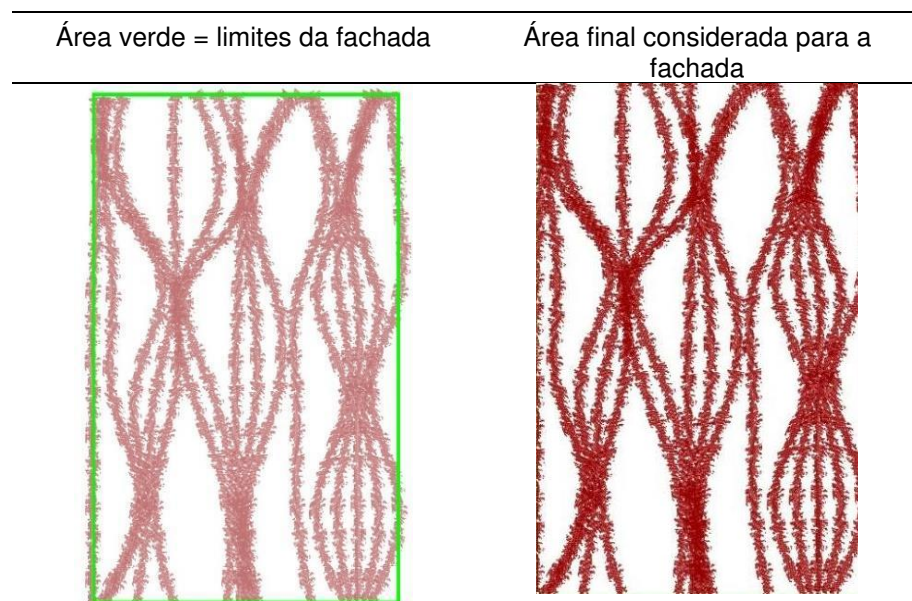 Área verde = limites da fachada
Área final considerada para a
fachada